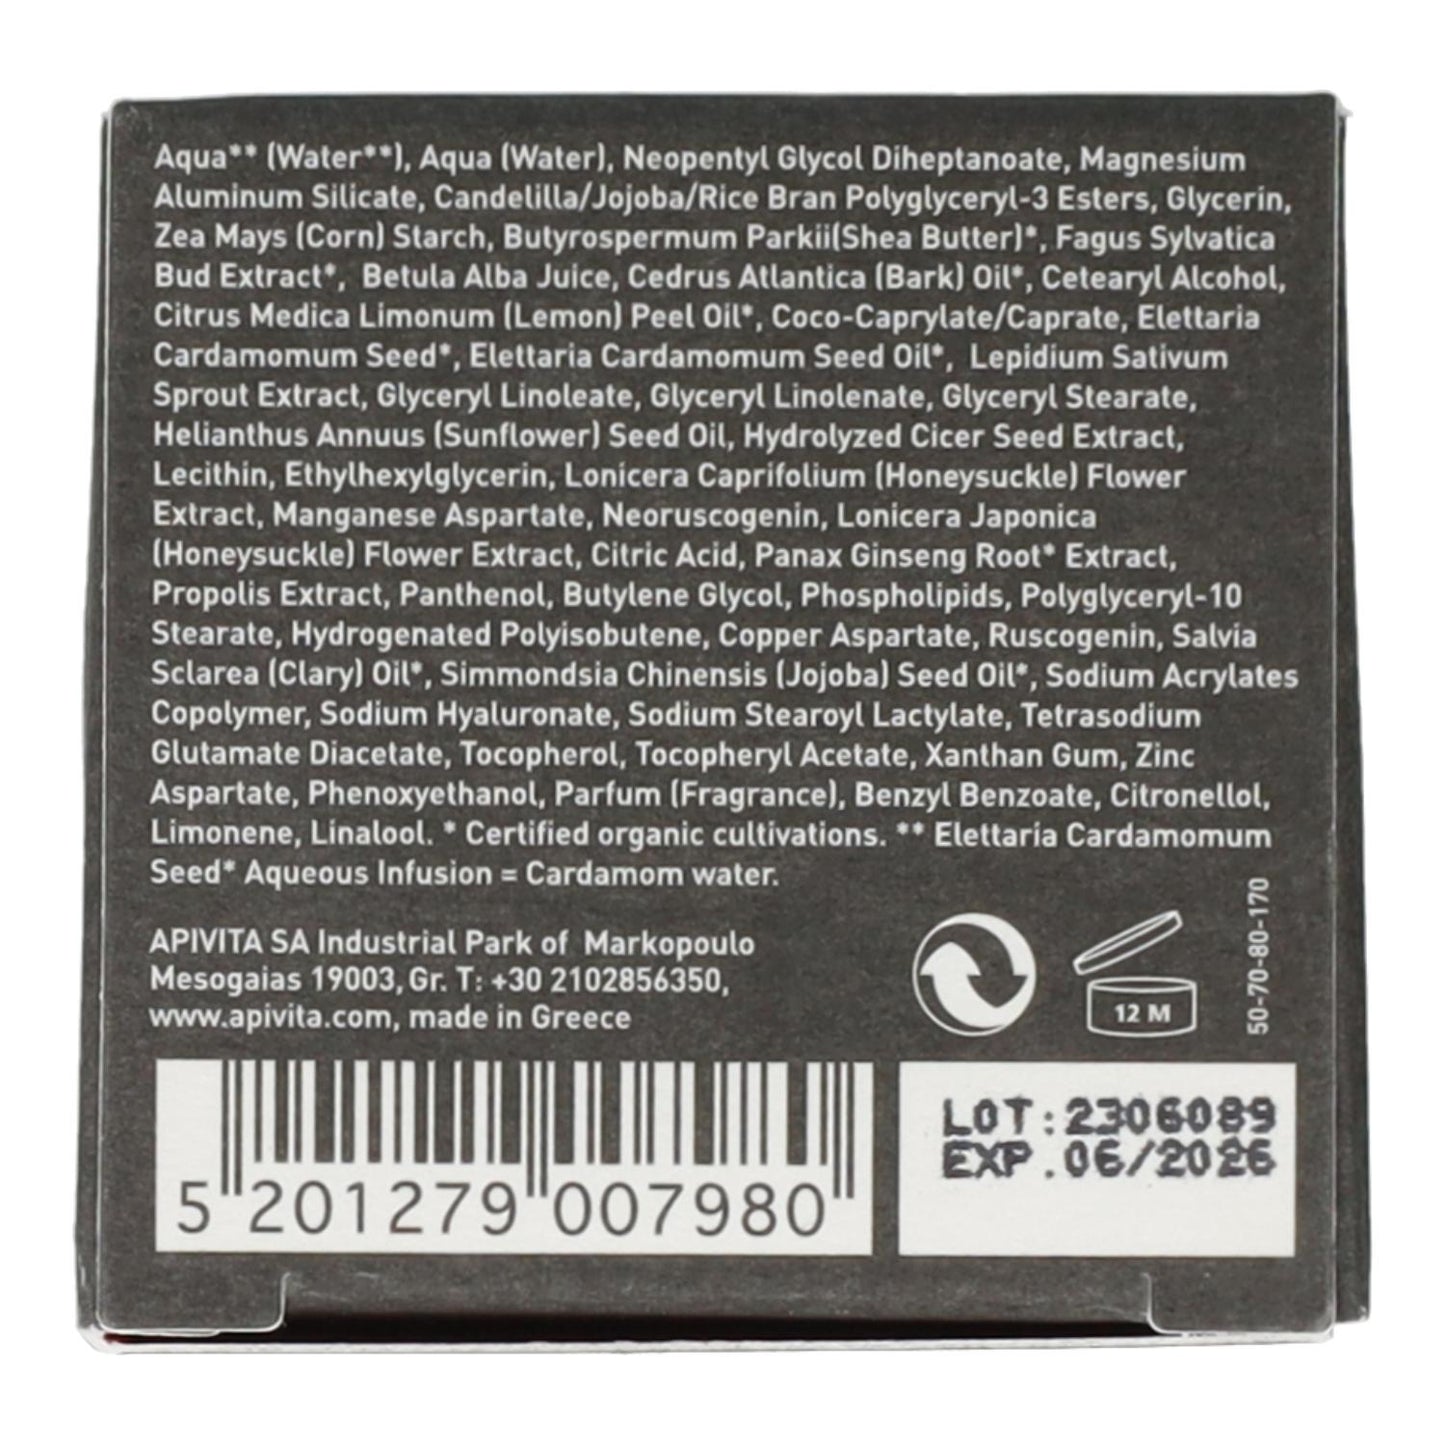 Aqua** (Water**), Aqua (Water), Neopentyl Glycol Diheptanoate, Magnesium
Aluminum Silicate, Candelilla/Jojoba/Rice Bran Polyglyceryl-3 Esters, Glycerin,
Zea Mays (Corn) Starch, Butyrospermum Parkii(Shea Butter)*, Fagus Sylvatica
Bud Extract*, Betula Alba Juice, Cedrus Atlantica (Bark) Oil*, Cetearyl Alcohol,
Citrus Medica Limonum (Lemon) Peel Oil*, Coco-Caprylate/Caprate, Elettaria
Cardamomum Seed*, Elettaria Cardamomum Seed Oil*, Lepidium Sativum
Sprout Extract, Glyceryl Linoleate, Glyceryl Linolenate, Glyceryl Stearate,
Helianthus Annuus (Sunflower) Seed Oil, Hydrolyzed Cicer Seed Extract,
Lecithin, Ethylhexylglycerin, Lonicera Caprifolium (Honeysuckle) Flower
Extract, Manganese Aspartate, Neoruscogenin, Lonicera Japonica
(Honeysuckle) Flower Extract, Citric Acid, Panax Ginseng Root* Extract,
Propolis Extract, Panthenol, Butylene Glycol, Phospholipids, Polyglyceryl-10
Stearate, Hydrogenated Polyisobutene, Copper Aspartate, Ruscogenin, Salvia
Sclarea (Clary) Oil*, Simmondsia Chinensis (Jojoba) Seed Oil*, Sodium Acrylates
Copolymer, Sodium Hyaluronate, Sodium Stearoyl Lactylate, Tetrasodium
Glutamate Diacetate, Tocopherol, Tocopheryl Acetate, Xanthan Gum, Zinc
Aspartate, Phenoxyethanol, Parfum (Fragrance), Benzyl Benzoate, Citronellol,
Limonene, Linalool. * Certified organic cultivations. ** Elettaria Cardamomum
Seed* Aqueous Infusion = Cardamom water.
APIVITA SA Industrial Park of Markopoulo
Mesogaias 19003, Gr. T: +30 2102856350,
www.apivita.com, made in Greece
12 M
50-70-80-170
5 201279 007980
LOT:2306089
EXP.06/2026